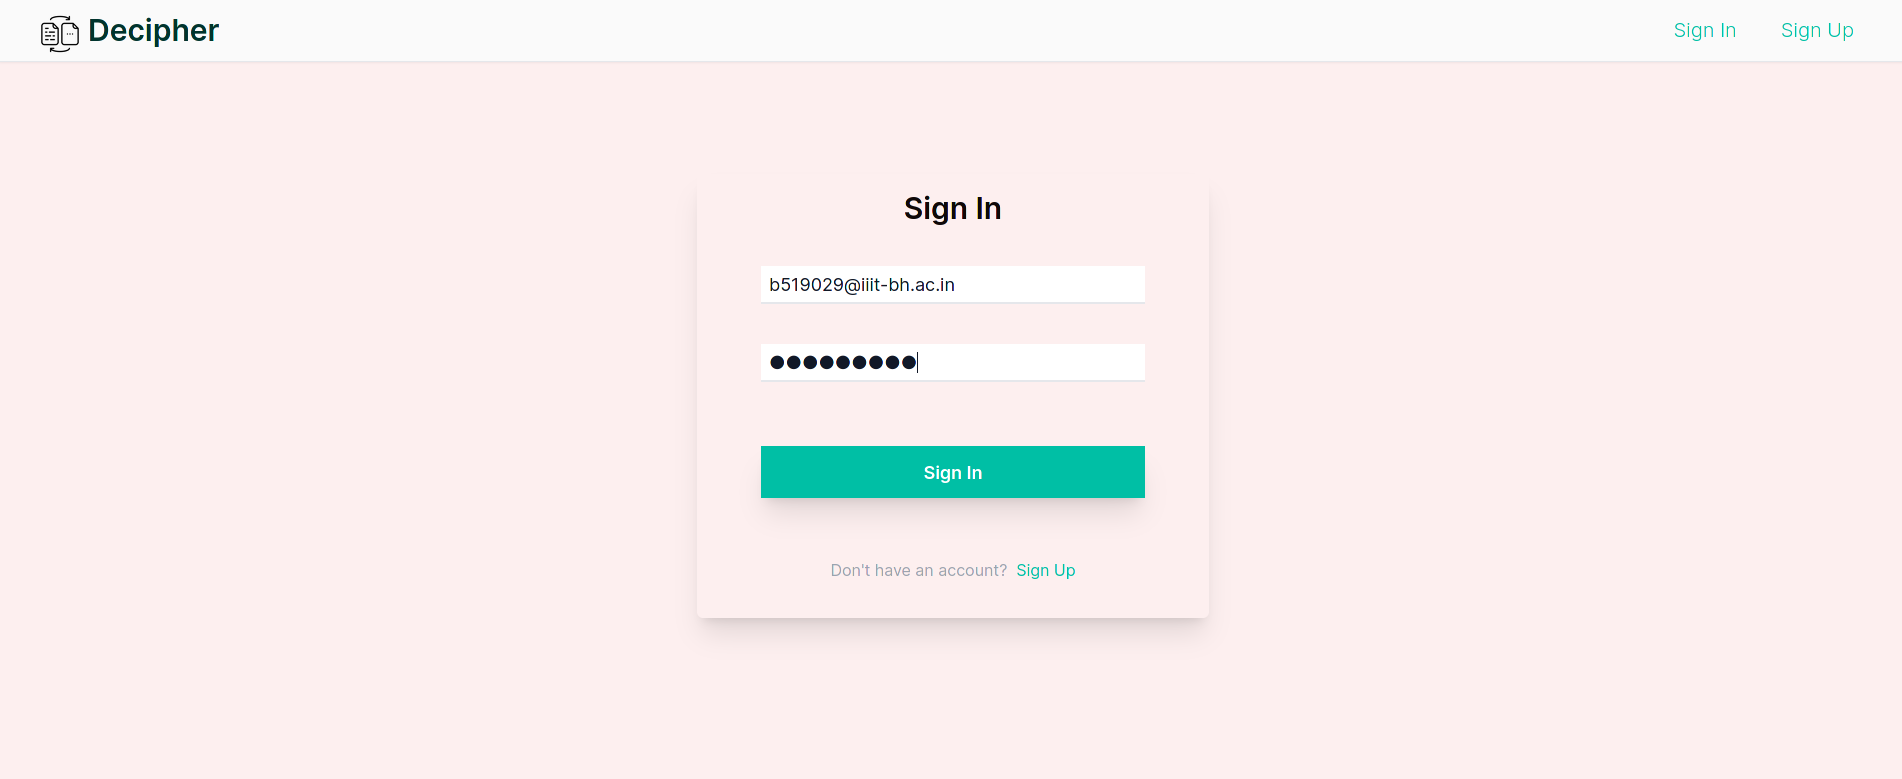 Decipher
Sign In
Sign Up
Sign In
b519029@iiit-bh.ac.in
●●●●●●●●●
Sign In
Don't have an account? Sign Up